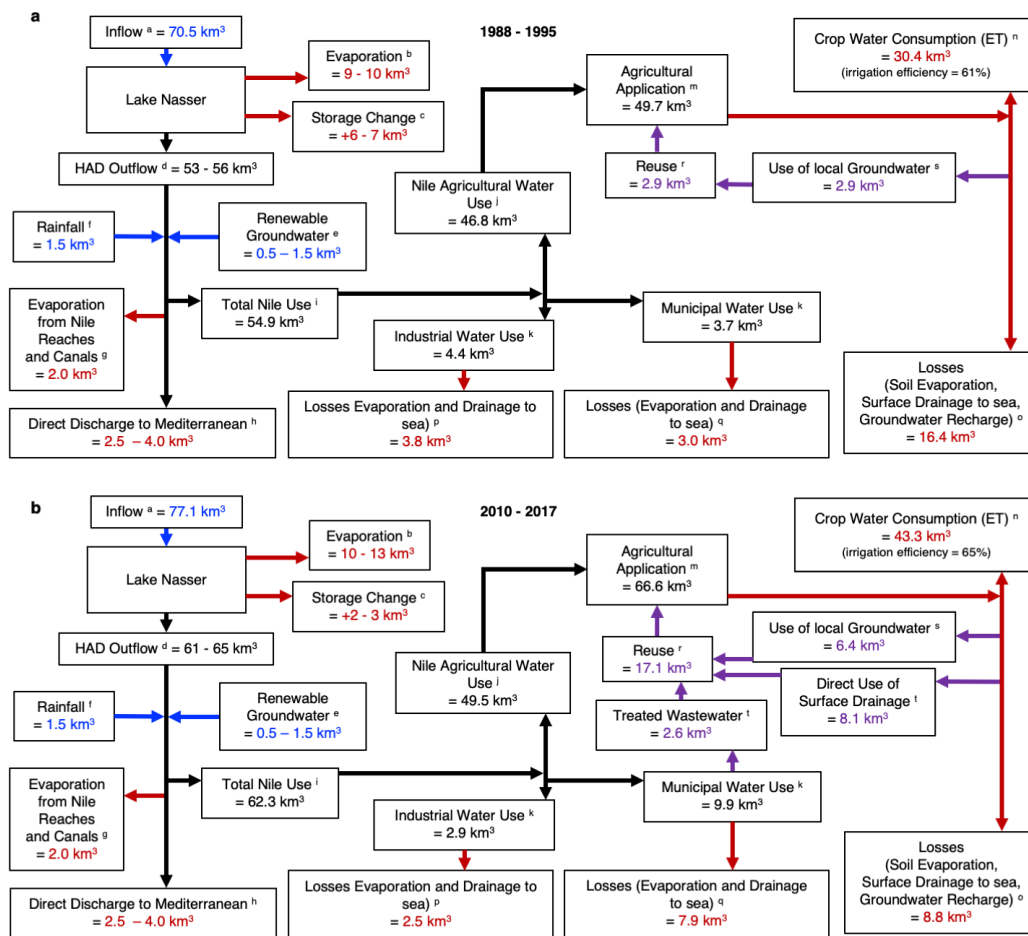 a
1988 - 1995
Inflow ᵃ = 70.5 km³
Lake Nasser
Evaporation ᵇ
= 9 - 10 km³
Storage Change ᶜ
= +6 - 7 km³
HAD Outflow ᵈ = 53 - 56 km³
Rainfall ᶠ
= 1.5 km³
Renewable
Groundwater ᵉ
= 0.5 – 1.5 km³
Evaporation
from Nile
Reaches
and Canals ᵍ
= 2.0 km³
Total Nile Use ⁱ
= 54.9 km³
Direct Discharge to Mediterranean ʰ
= 2.5 – 4.0 km³
Nile Agricultural Water
Use ʲ
= 46.8 km³
Industrial Water Use ᵏ
= 4.4 km³
Losses Evaporation and Drainage to
sea) ᵖ
= 3.8 km³
Agricultural
Application ᵐ
= 49.7 km³
Reuse ʳ
= 2.9 km³
Use of local Groundwater ˢ
= 2.9 km³
Municipal Water Use ᵏ
= 3.7 km³
Losses (Evaporation and Drainage
to sea) ᑫ
= 3.0 km³
Crop Water Consumption (ET) ⁿ
= 30.4 km³
(irrigation efficiency = 61%)
Losses
(Soil Evaporation,
Surface Drainage to sea,
Groundwater Recharge) ᵒ
= 16.4 km³
b
2010 - 2017
Inflow ᵃ = 77.1 km³
Lake Nasser
Evaporation ᵇ
= 10 - 13 km³
Storage Change ᶜ
= +2 - 3 km³
HAD Outflow ᵈ = 61 - 65 km³
Rainfall ᶠ
= 1.5 km³
Renewable
Groundwater ᵉ
= 0.5 – 1.5 km³
Evaporation
from Nile
Reaches
and Canals ᵍ
= 2.0 km³
Total Nile Use ⁱ
= 62.3 km³
Direct Discharge to Mediterranean ʰ
= 2.5 – 4.0 km³
Nile Agricultural Water
Use ʲ
= 49.5 km³
Industrial Water Use ᵏ
= 2.9 km³
Losses Evaporation and Drainage to
sea) ᵖ
= 2.5 km³
Agricultural
Application ᵐ
= 66.6 km³
Reuse ʳ
= 17.1 km³
Use of local Groundwater ˢ
= 6.4 km³
Direct Use of
Surface Drainage ᵗ
= 8.1 km³
Treated Wastewater ᵗ
= 2.6 km³
Municipal Water Use ᵏ
= 9.9 km³
Losses (Evaporation and Drainage
to sea) ᑫ
= 7.9 km³
Crop Water Consumption (ET) ⁿ
= 43.3 km³
(irrigation efficiency = 65%)
Losses
(Soil Evaporation,
Surface Drainage to sea,
Groundwater Recharge) ᵒ
= 8.8 km³